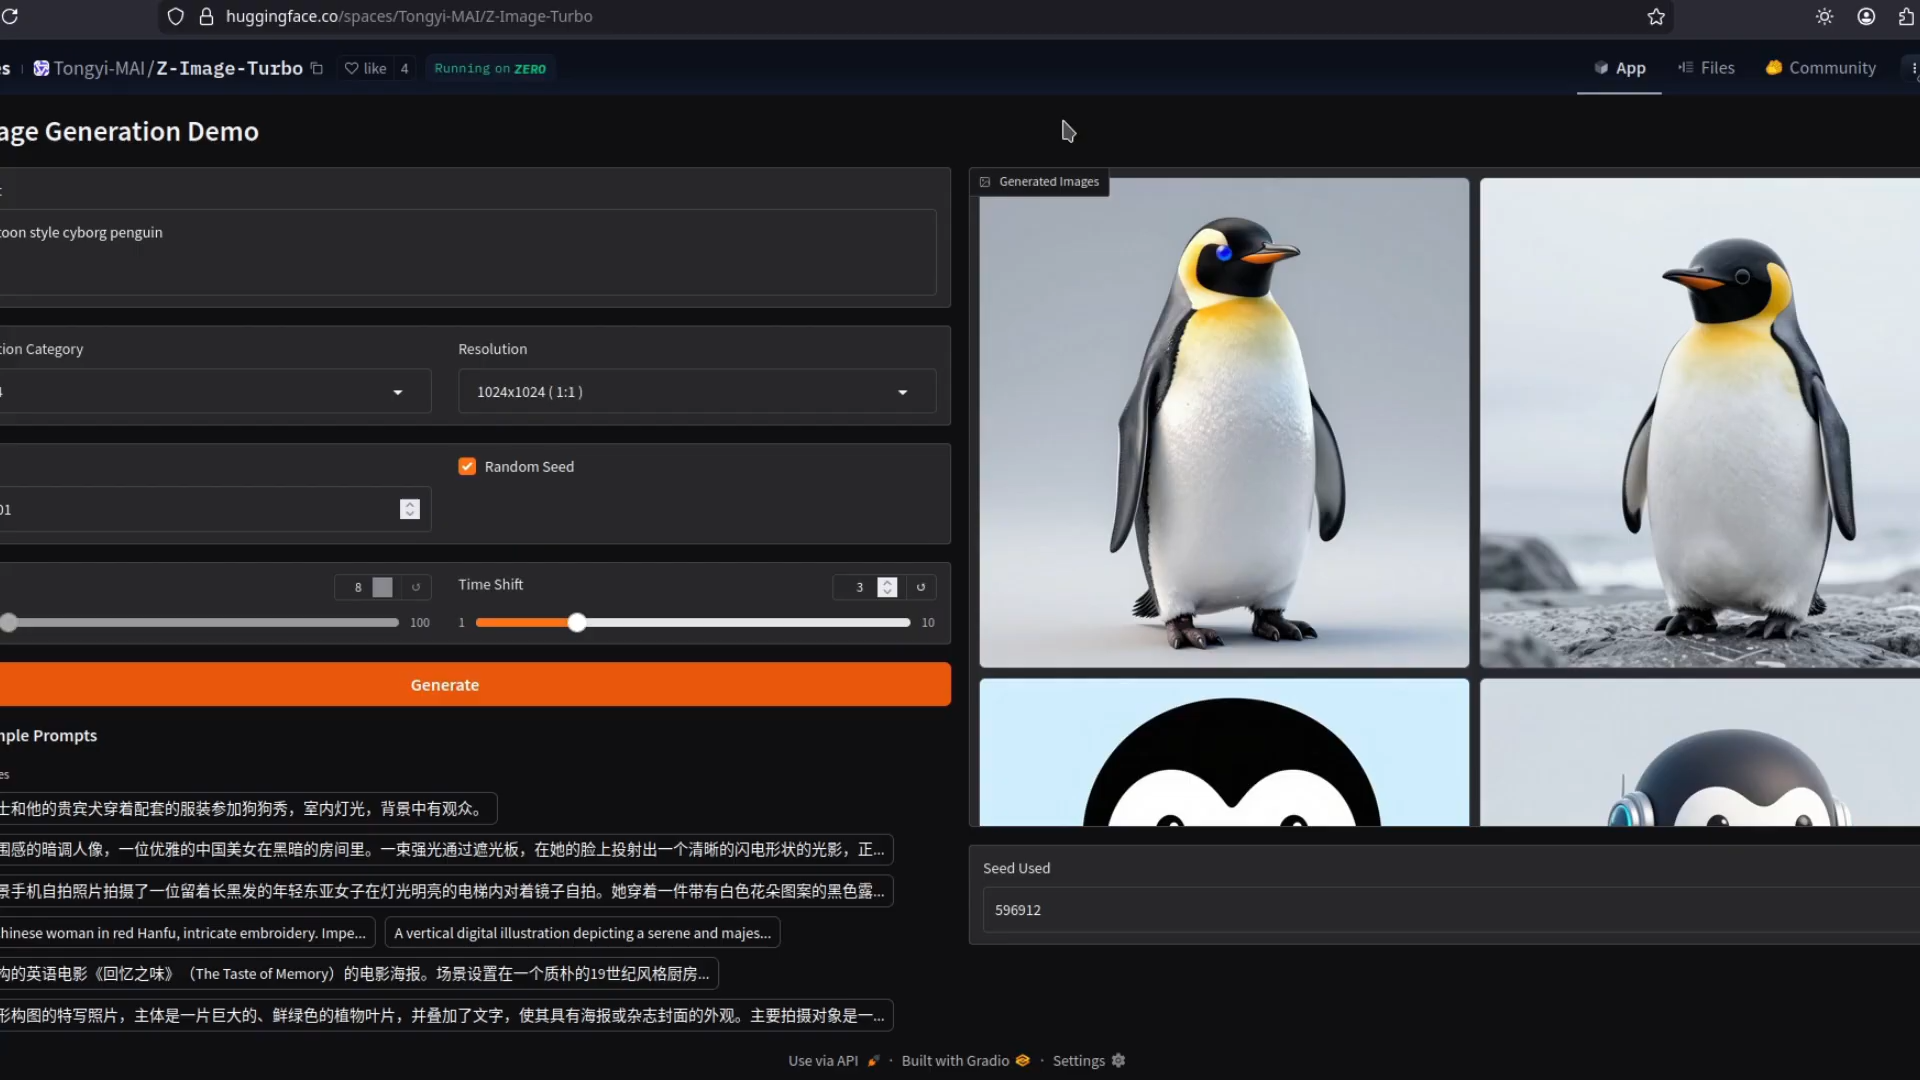 huggingface.co/spaces/Tongyi-MAI/Z-Image-Turbo
es Tongyi-MAI/Z-Image-Turbo like 4 Running on ZERO App Files Community
age Generation Demo
Generated Images
oon style cyborg penguin
tion Category Resolution
1024x1024 ( 1:1 )
Random Seed
01
8 Time Shift 3
100 1 10
Generate
mple Prompts
es
士和他的贵宾犬穿着配套的服装参加狗狗秀，室内灯光，背景中有观众。
围感的暗调人像，一位优雅的中国美女在黑暗的房间里。一束强光通过遮光板，在她的脸上投射出一个清晰的闪电形状的光影，正...
景手机自拍照片拍摄了一位留着长黑发的年轻东亚女子在灯光明亮的电梯内对着镜子自拍。她穿着一件带有白色花朵图案的黑色露...
hinese woman in red Hanfu, intricate embroidery. Impe... A vertical digital illustration depicting a serene and majes...
构的英语电影《回忆之味》（The Taste of Memory）的电影海报。场景设置在一个质朴的19世纪风格厨房...
形构图的特写照片，主体是一片巨大的、鲜绿色的植物叶片，并叠加了文字，使其具有海报或杂志封面的外观。主要拍摄对象是一...
Seed Used
596912
Use via API · Built with Gradio · Settings